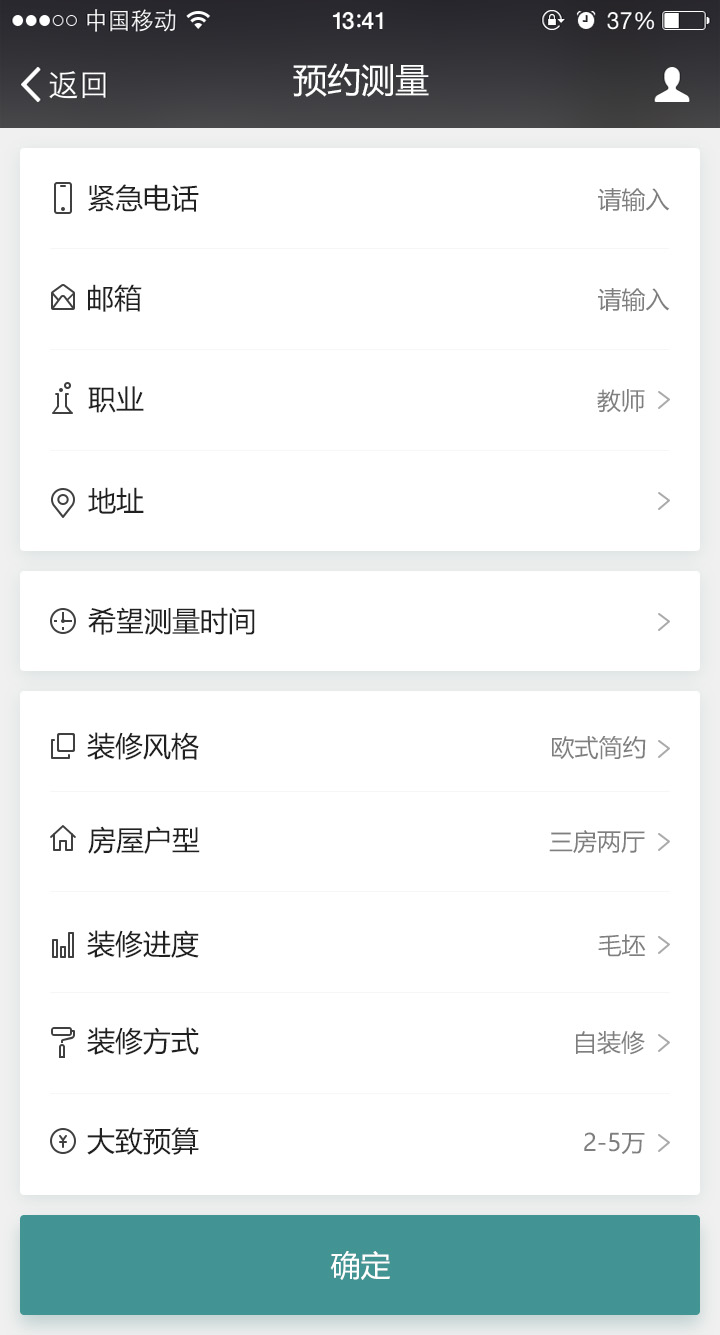 中国移动 13:41 37%
返回 预约测量
紧急电话 请输入
邮箱 请输入
职业 教师
地址
希望测量时间
装修风格 欧式简约
房屋户型 三房两厅
装修进度 毛坯
装修方式 自装修
¥ 大致预算 2-5万
确定